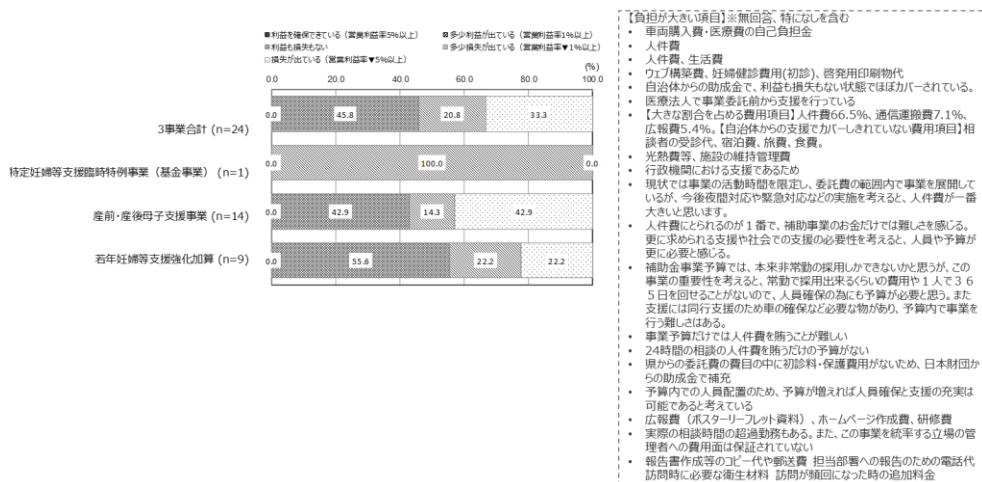 ■利益を確保できている（営業利益率5%以上）
■多少利益が出ている（営業利益率1%以上）
■利益も損失もない
■多少損失が出ている（営業利益率▼1%以上）
□損失が出ている（営業利益率▼5%以上）
(%)
0.0 20.0 40.0 60.0 80.0 100.0
3事業合計 (n=24)
0.0 45.8 20.8 33.3
特定妊婦等支援臨時特例事業（基金事業） (n=1)
0.0 100.0 0.0
産前・産後母子支援事業 (n=14)
0.0 42.9 14.3 42.9
若年妊婦等支援強化加算 (n=9)
0.0 55.6 22.2 22.2
【負担が大きい項目】※無回答、特になしを含む
• 車両購入費・医療費の自己負担金
• 人件費
• 人件費、生活費
• ウェブ構築費、妊婦健診費用(初診)、啓発用印刷物代
• 自治体からの助成金で、利益も損失もない状態でほぼカバーされている。
• 医療法人で事業委託前から支援を行っている
• 【大きな割合を占める費用項目】人件費66.5%、通信運搬費7.1%、
広報費5.4%。【自治体からの支援でカバーしきれていない費用項目】相
談者の受診代、宿泊費、旅費、食費。
• 光熱費等、施設の維持管理費
• 行政機関における支援であるため
• 現状では事業の活動時間を限定し、委託費の範囲内で事業を展開して
いるが、今後夜間対応や緊急対応などの実施を考えると、人件費が一番
大きいと思います。
• 人件費にとられるのが１番で、補助事業のお金だけでは難しさを感じる。
更に求められる支援や社会での支援の必要性を考えると、人員や予算が
更に必要と感じる。
• 補助金事業予算では、本来非常勤の採用しかできないかと思うが、この
事業の重要性を考えると、常勤で採用出来るくらいの費用や１人で３６
５日を回せることがないので、人員確保の為にも予算が必要と思う。また
支援には同行支援のため車の確保など必要な物があり、予算内で事業を
行う難しさはある。
• 事業予算だけでは人件費を賄うことが難しい
• 24時間の相談の人件費を賄うだけの予算がない
• 県からの委託費の費目の中に初診料・保護費用がないため、日本財団か
らの助成金で補充
• 予算内での人員配置のため、予算が増えれば人員確保と支援の充実は
可能であると考えている
• 広報費（ポスターリーフレット資料）、ホームページ作成費、研修費
• 実際の相談時間の超過勤務もある。また、この事業を統率する立場の管
理者への費用面は保証されていない
• 報告書作成等のコピー代や郵送費 担当部署への報告のための電話代
訪問時に必要な衛生材料 訪問が頻回になった時の追加料金